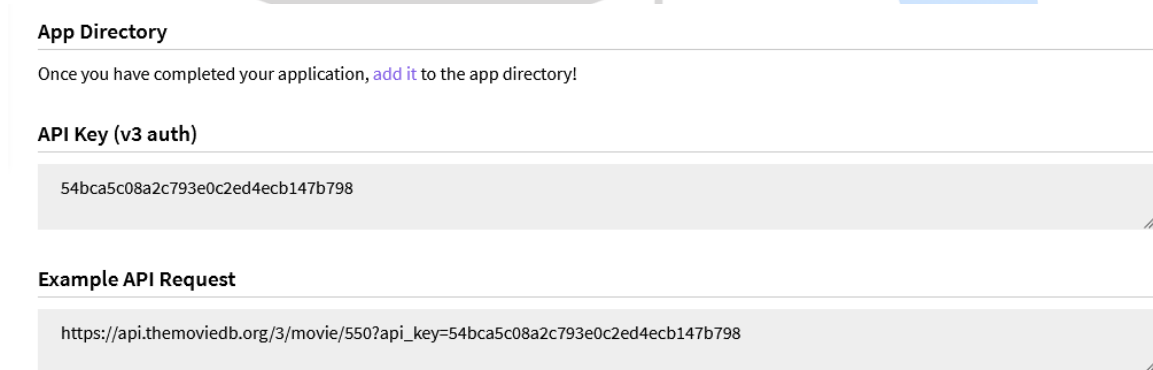 App Directory
Once you have completed your application, add it to the app directory!
API Key (v3 auth)
54bca5c08a2c793e0c2ed4ecb147b798
Example API Request
https://api.themoviedb.org/3/movie/550?api_key=54bca5c08a2c793e0c2ed4ecb147b798